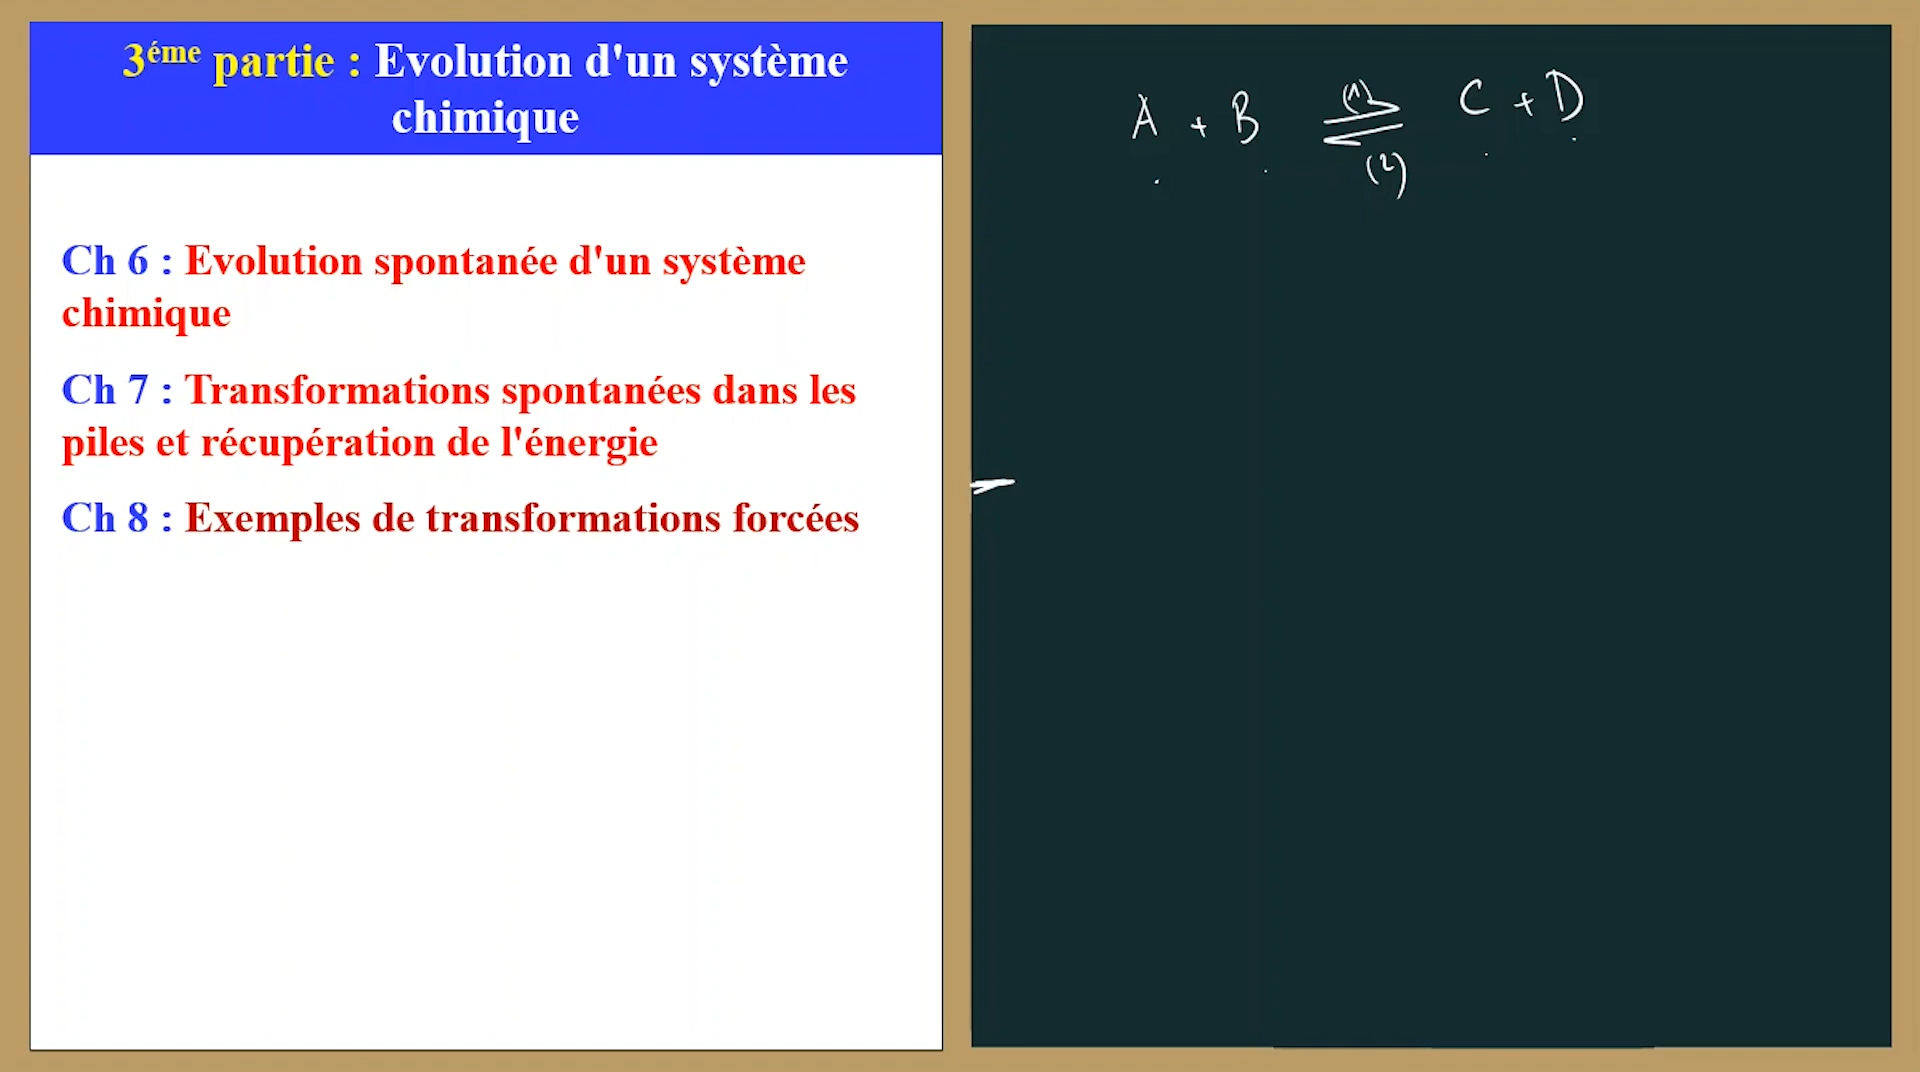 3éme partie : Evolution d'un système
chimique
Ch 6 : Evolution spontanée d'un système
chimique
Ch 7 : Transformations spontanées dans les
piles et récupération de l'énergie
Ch 8 : Exemples de transformations forcées
(1)
A + B ⇌ C + D
(2)